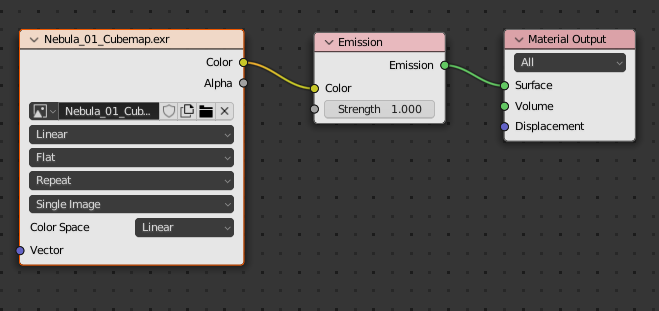 Nebula_01_Cubemap.exr
Color
Alpha
Nebula_01_Cub...
Linear
Flat
Repeat
Single Image
Color Space Linear
Vector
Emission
Emission
Color
Strength 1.000
Material Output
All
Surface
Volume
Displacement